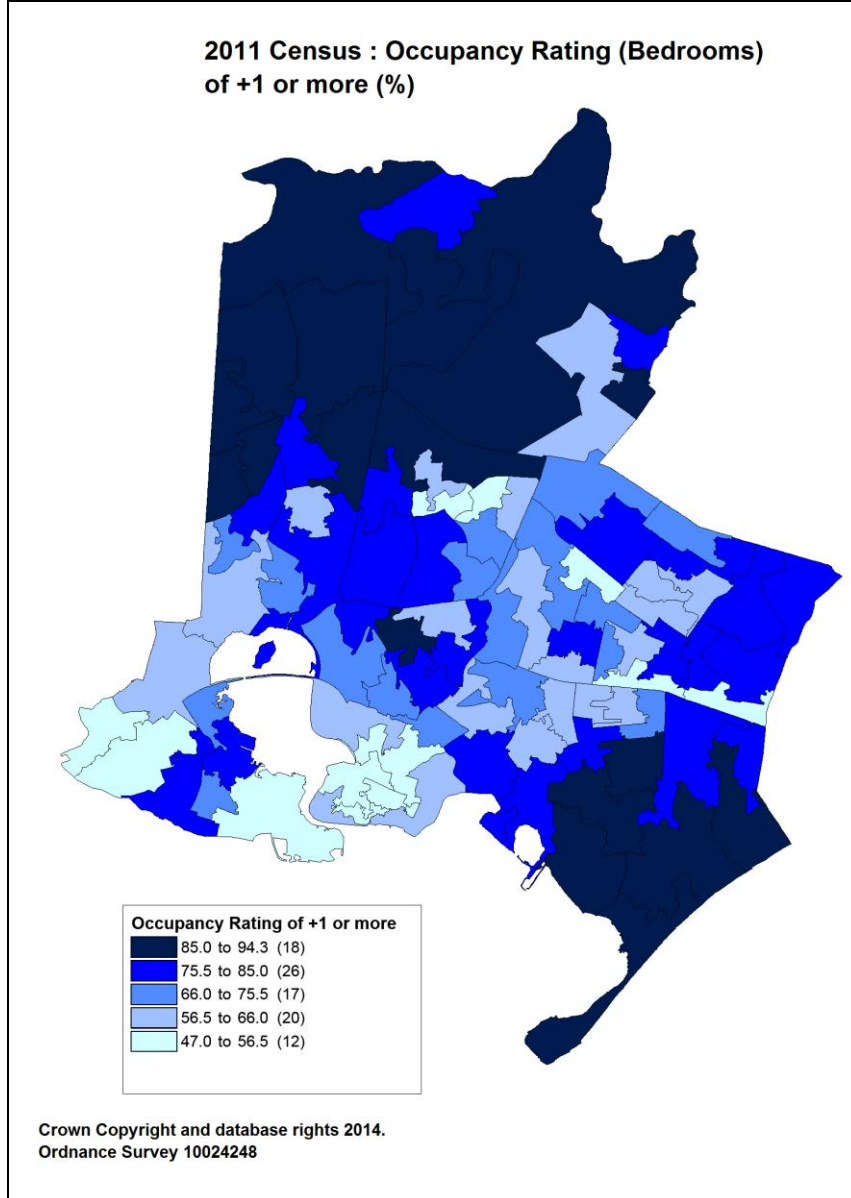 2011 Census : Occupancy Rating (Bedrooms)
of +1 or more (%)
Occupancy Rating of +1 or more
85.0 to 94.3 (18)
75.5 to 85.0 (26)
66.0 to 75.5 (17)
56.5 to 66.0 (20)
47.0 to 56.5 (12)
Crown Copyright and database rights 2014.
Ordnance Survey 10024248